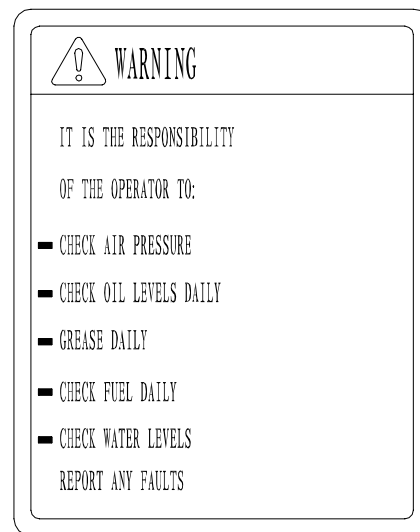 WARNING
IT IS THE RESPONSIBILITY
OF THE OPERATOR TO:
CHECK AIR PRESSURE
CHECK OIL LEVELS DAILY
GREASE DAILY
CHECK FUEL DAILY
CHECK WATER LEVELS
REPORT ANY FAULTS